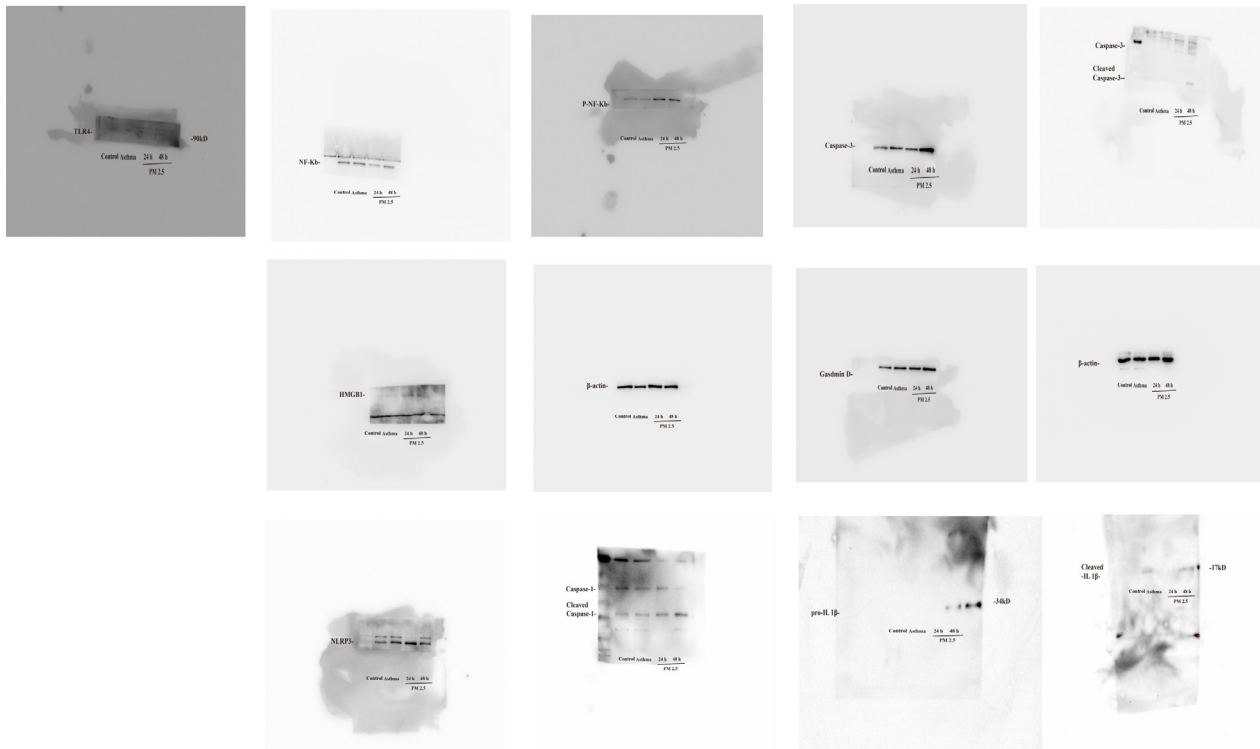 TLR4-
-90kD
Control Asthma 24 h 48 h
PM 2.5
NF-Kb-
Control Asthma 24 h 48 h
PM 2.5
P-NF-Kb-
Control Asthma 24 h 48 h
PM 2.5
Caspase-3-
Control Asthma 24 h 48 h
PM 2.5
Caspase-3-
Cleaved
Caspase-3-
Control Asthma 24 h 48 h
PM 2.5
HMGB1-
Control Asthma 24 h 48 h
PM 2.5
β-actin-
Control Asthma 24 h 48 h
PM 2.5
Gasdmin D-
Control Asthma 24 h 48 h
PM 2.5
β-actin-
Control Asthma 24 h 48 h
PM 2.5
NLRP3-
Control Asthma 24 h 48 h
PM 2.5
Caspase-1-
Cleaved
Caspase-1-
Control Asthma 24 h 48 h
PM 2.5
pro-IL 1β-
-34kD
Control Asthma 24 h 48 h
PM 2.5
Cleaved
-IL 1β-
-17kD
Control Asthma 24 h 48 h
PM 2.5